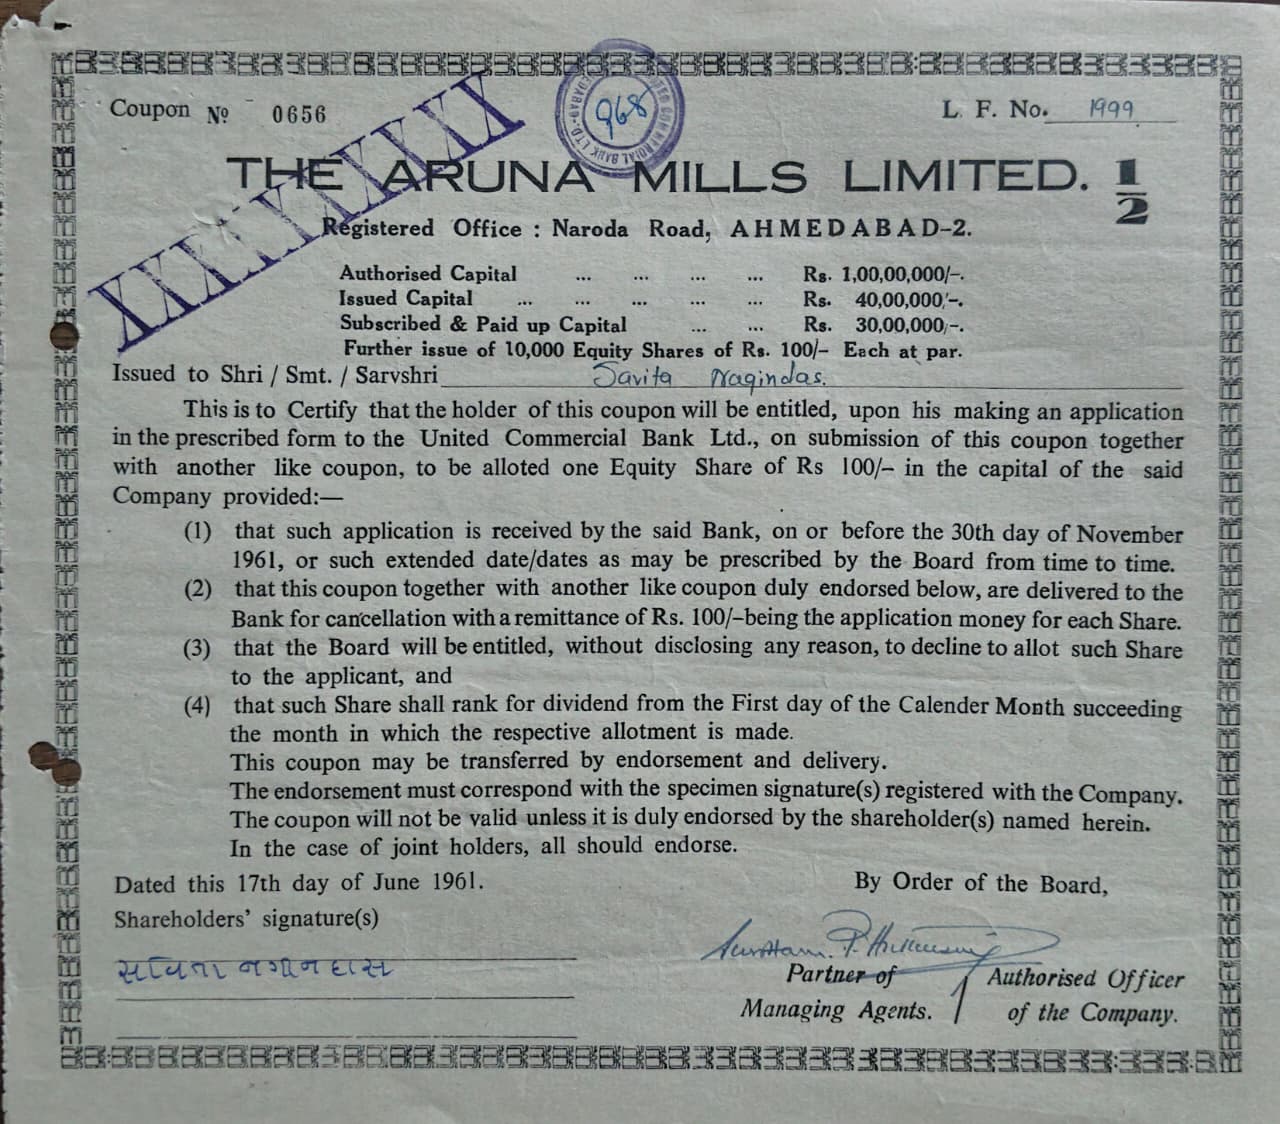 Coupon № 0656
L. F. No. 1999
968
THE ARUNA MILLS LIMITED. 1/2
Registered Office : Naroda Road, AHMEDABAD-2.
Authorised Capital ... ... ... ... Rs. 1,00,00,000/-.
Issued Capital ... ... ... ... ... Rs. 40,00,000/-.
Subscribed & Paid up Capital ... ... Rs. 30,00,000/-.
Further issue of 10,000 Equity Shares of Rs. 100/- Each at par.
Issued to Shri / Smt. / Sarvshri Savita Nagindas.
This is to Certify that the holder of this coupon will be entitled, upon his making an application
in the prescribed form to the United Commercial Bank Ltd., on submission of this coupon together
with another like coupon, to be alloted one Equity Share of Rs 100/- in the capital of the said
Company provided:—
(1) that such application is received by the said Bank, on or before the 30th day of November
1961, or such extended date/dates as may be prescribed by the Board from time to time.
(2) that this coupon together with another like coupon duly endorsed below, are delivered to the
Bank for cancellation with a remittance of Rs. 100/-being the application money for each Share.
(3) that the Board will be entitled, without disclosing any reason, to decline to allot such Share
to the applicant, and
(4) that such Share shall rank for dividend from the First day of the Calender Month succeeding
the month in which the respective allotment is made.
This coupon may be transferred by endorsement and delivery.
The endorsement must correspond with the specimen signature(s) registered with the Company.
The coupon will not be valid unless it is duly endorsed by the shareholder(s) named herein.
In the case of joint holders, all should endorse.
Dated this 17th day of June 1961.
By Order of the Board,
Shareholders' signature(s)
સવિતા નગીનદાસ
Partner of
Managing Agents. / Authorised Officer
of the Company.